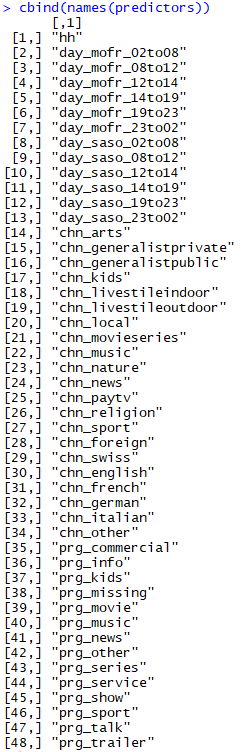 > cbind(names(predictors))
[,1]
[1,] "hh"
[2,] "day_mofr_02to08"
[3,] "day_mofr_08to12"
[4,] "day_mofr_12to14"
[5,] "day_mofr_14to19"
[6,] "day_mofr_19to23"
[7,] "day_mofr_23to02"
[8,] "day_saso_02to08"
[9,] "day_saso_08to12"
[10,] "day_saso_12to14"
[11,] "day_saso_14to19"
[12,] "day_saso_19to23"
[13,] "day_saso_23to02"
[14,] "chn_arts"
[15,] "chn_generalistprivate"
[16,] "chn_generalistpublic"
[17,] "chn_kids"
[18,] "chn_livestileindoor"
[19,] "chn_livestileoutdoor"
[20,] "chn_local"
[21,] "chn_movieseries"
[22,] "chn_music"
[23,] "chn_nature"
[24,] "chn_news"
[25,] "chn_paytv"
[26,] "chn_religion"
[27,] "chn_sport"
[28,] "chn_foreign"
[29,] "chn_swiss"
[30,] "chn_english"
[31,] "chn_french"
[32,] "chn_german"
[33,] "chn_italian"
[34,] "chn_other"
[35,] "prg_commercial"
[36,] "prg_info"
[37,] "prg_kids"
[38,] "prg_missing"
[39,] "prg_movie"
[40,] "prg_music"
[41,] "prg_news"
[42,] "prg_other"
[43,] "prg_series"
[44,] "prg_service"
[45,] "prg_show"
[46,] "prg_sport"
[47,] "prg_talk"
[48,] "prg_trailer"